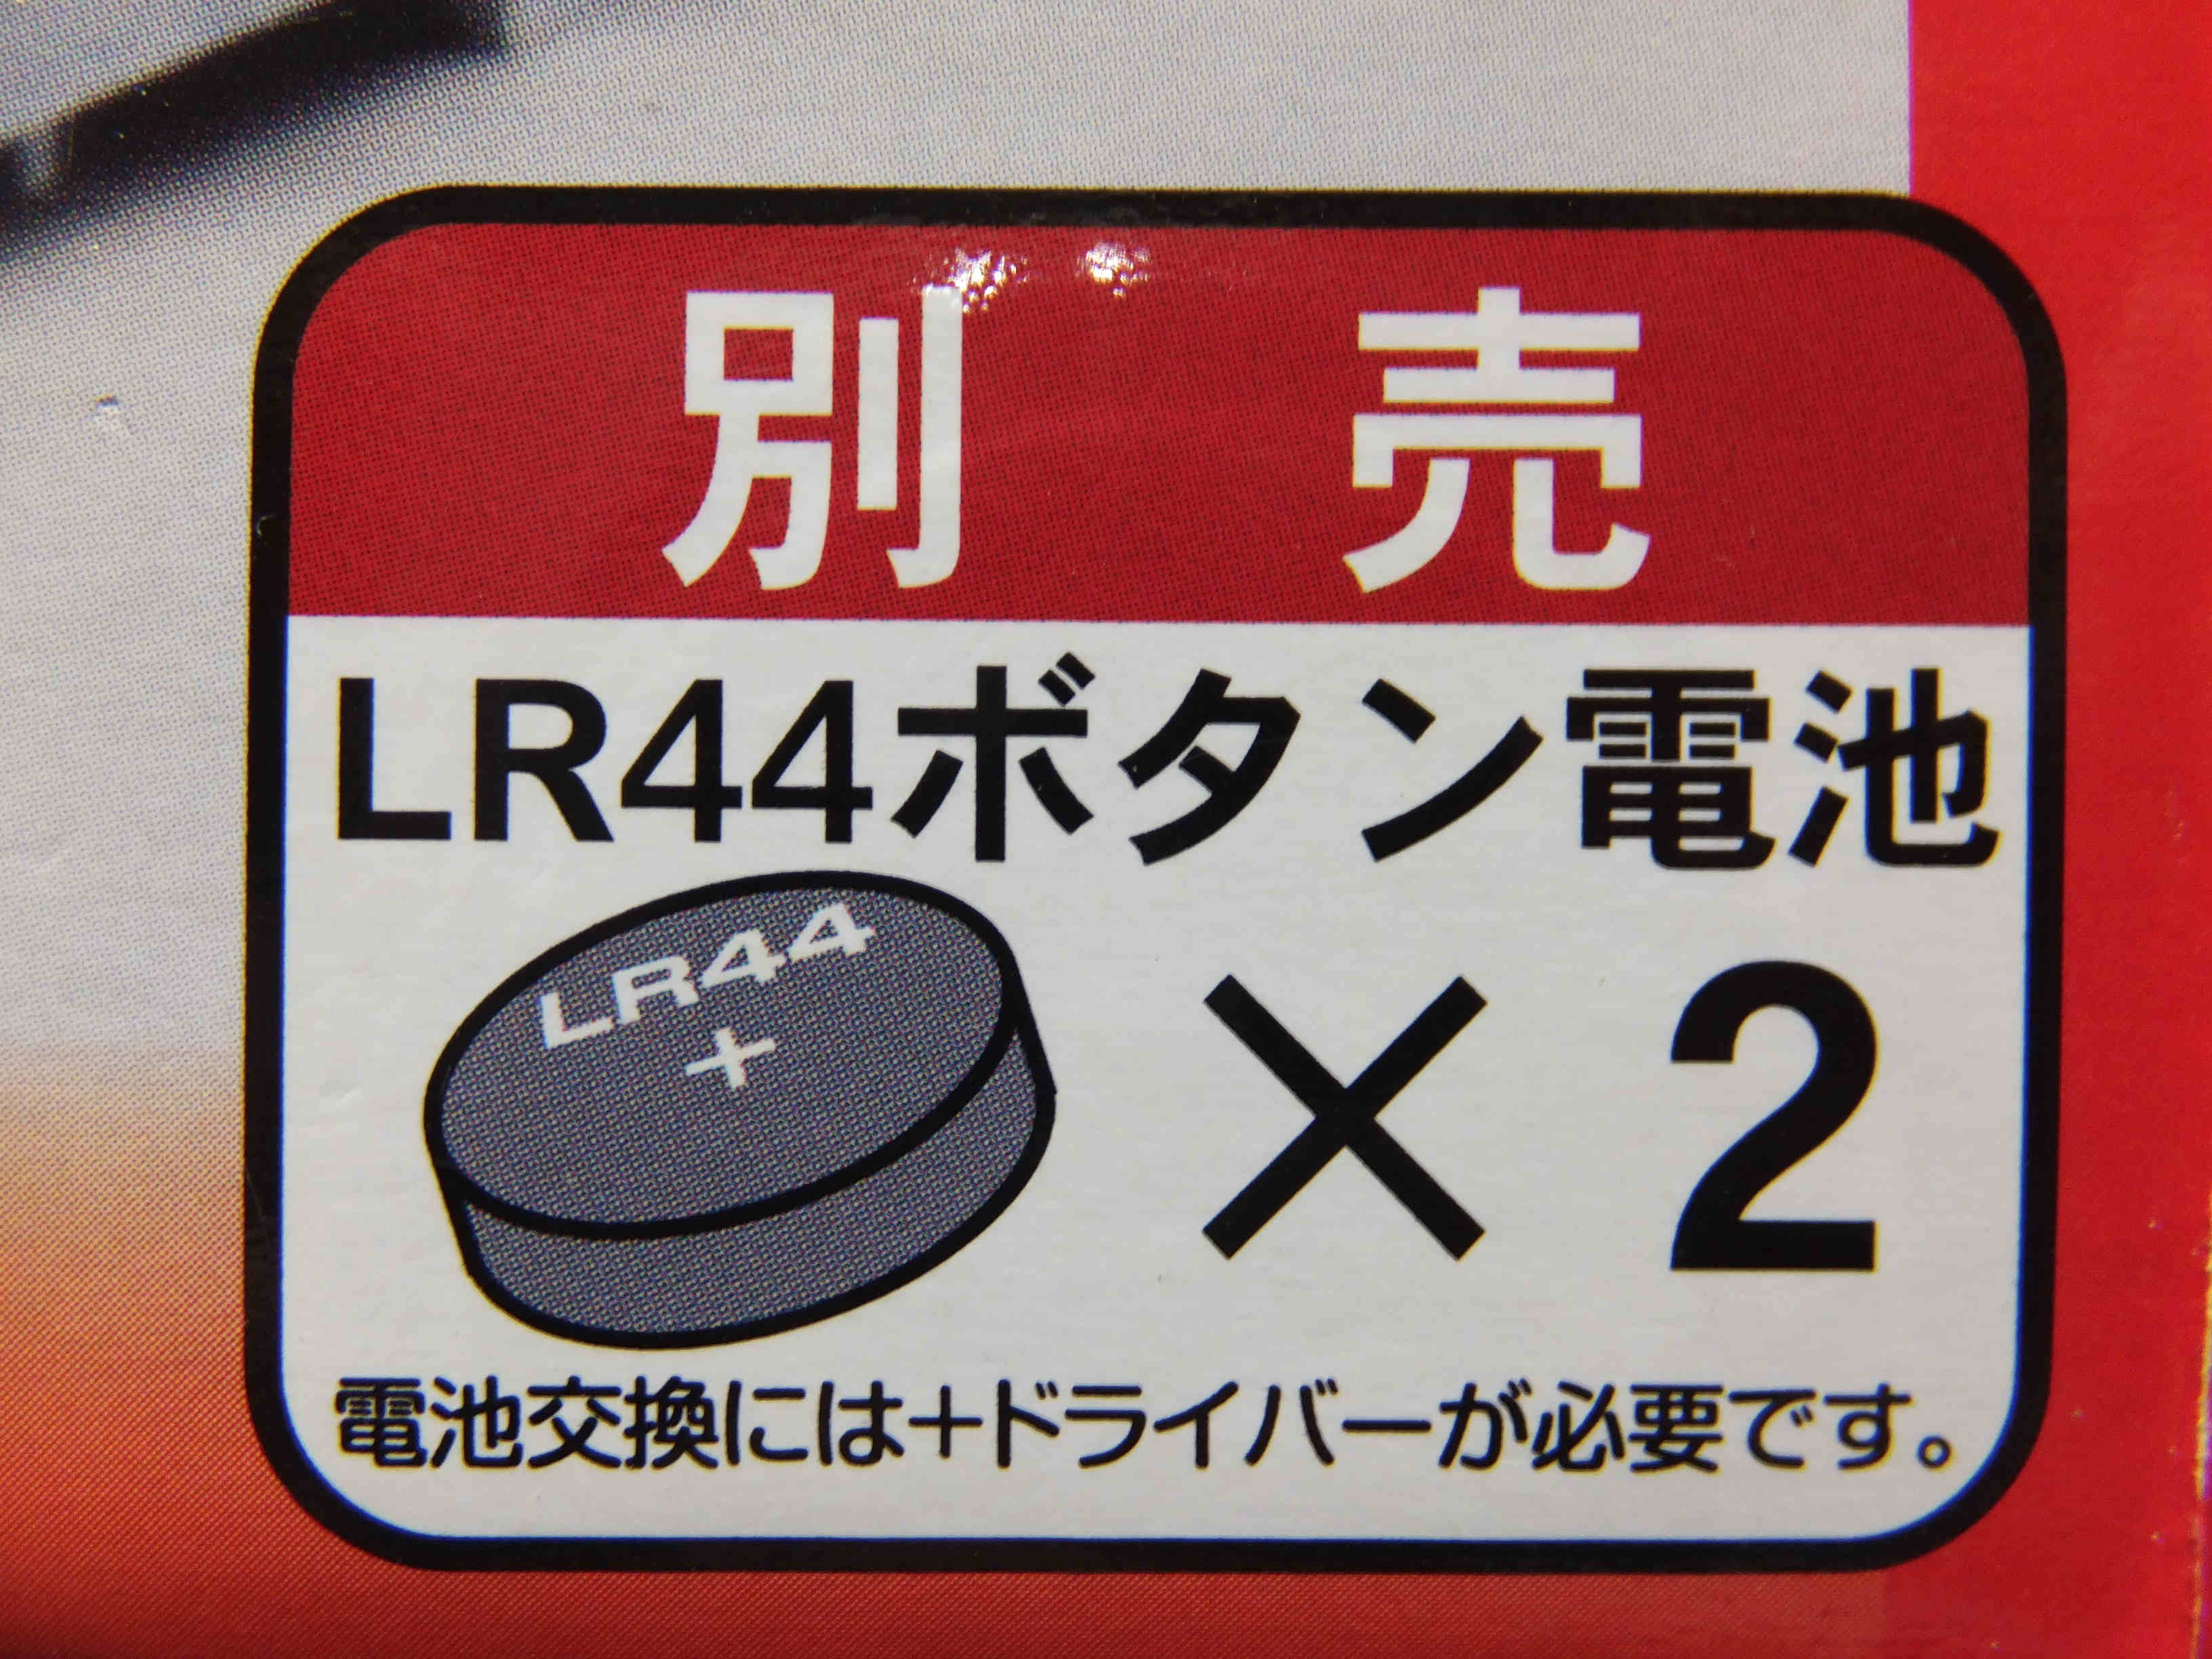 別売
LR44ボタン電池
LR44
+
×2
電池交換には+ドライバーが必要です。